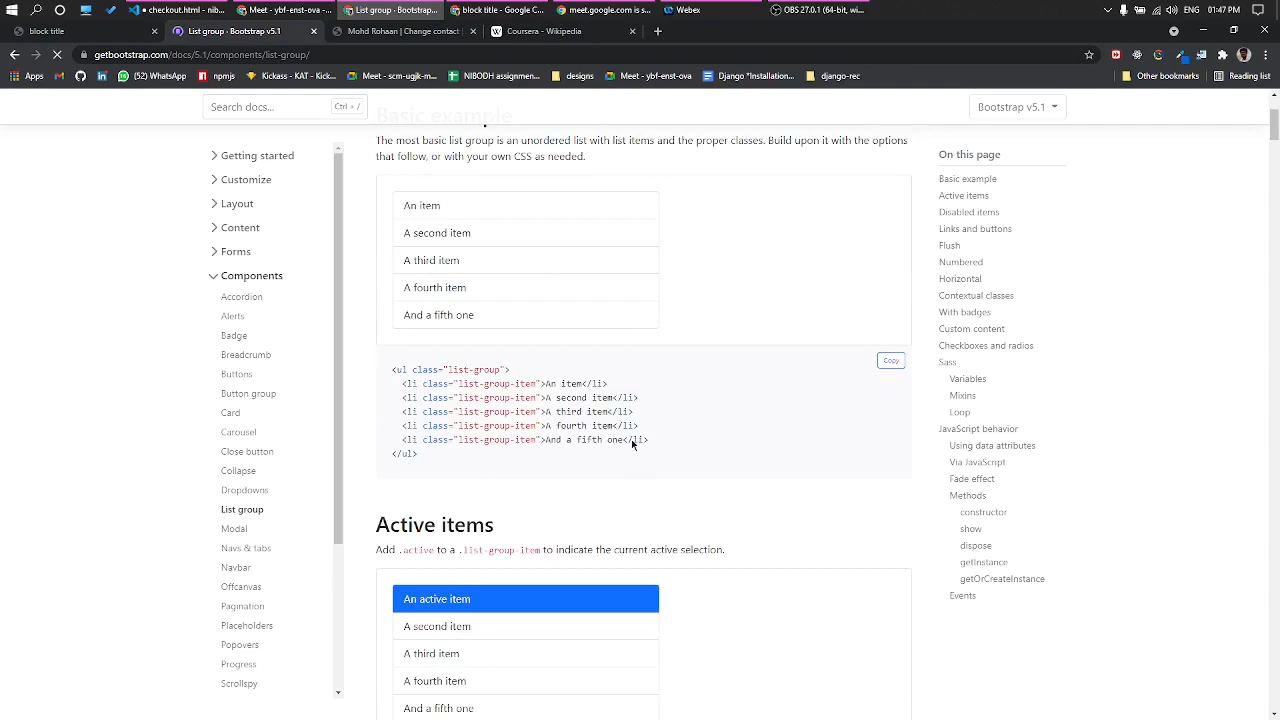 checkout.html - nib...
Meet - ybf-enst-ova - ...
List group - Bootstrap...
block title - Google C...
meet.google.com is s...
Webex
OBS 27.0.1 (64-bit, wi...
ENG
01:47 PM
block title
List group · Bootstrap v5.1
Mohd Rohaan | Change contact
Coursera - Wikipedia
getbootstrap.com/docs/5.1/components/list-group/
Apps
GitHub
in
(52) WhatsApp
npmjs
Kickass - KAT - Kic...
Meet - scm-ugjk-m...
NIBODH assignmen...
designs
Meet - ybf-enst-ova
Django *Installatio...
django-rec
Other bookmarks
Reading list
Search docs...
Ctrl + /
Basic example
Bootstrap v5.1
The most basic list group is an unordered list with list items and the proper classes. Build upon it with the options
that follow, or with your own CSS as needed.
Getting started
Customize
Layout
Content
Forms
Components
Accordion
Alerts
Badge
Breadcrumb
Buttons
Button group
Card
Carousel
Close button
Collapse
Dropdowns
List group
Modal
Navs & tabs
Navbar
Offcanvas
Pagination
Placeholders
Popovers
Progress
Scrollspy
An item
A second item
A third item
A fourth item
And a fifth one
Copy
<ul class="list-group">
<li class="list-group-item">An item</li>
<li class="list-group-item">A second item</li>
<li class="list-group-item">A third item</li>
<li class="list-group-item">A fourth item</li>
<li class="list-group-item">And a fifth one</li>
</ul>
Active items
Add .active to a .list-group-item to indicate the current active selection.
An active item
A second item
A third item
A fourth item
And a fifth one
On this page
Basic example
Active items
Disabled items
Links and buttons
Flush
Numbered
Horizontal
Contextual classes
With badges
Custom content
Checkboxes and radios
Sass
Variables
Mixins
Loop
JavaScript behavior
Using data attributes
Via JavaScript
Fade effect
Methods
constructor
show
dispose
getInstance
getOrCreateInstance
Events